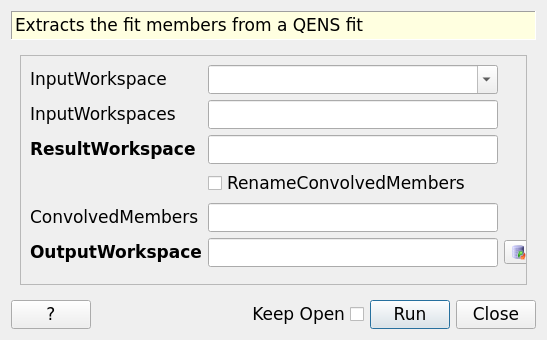 Extracts the fit members from a QENS fit
InputWorkspace
InputWorkspaces
ResultWorkspace
RenameConvolvedMembers
ConvolvedMembers
OutputWorkspace
? Keep Open Run Close